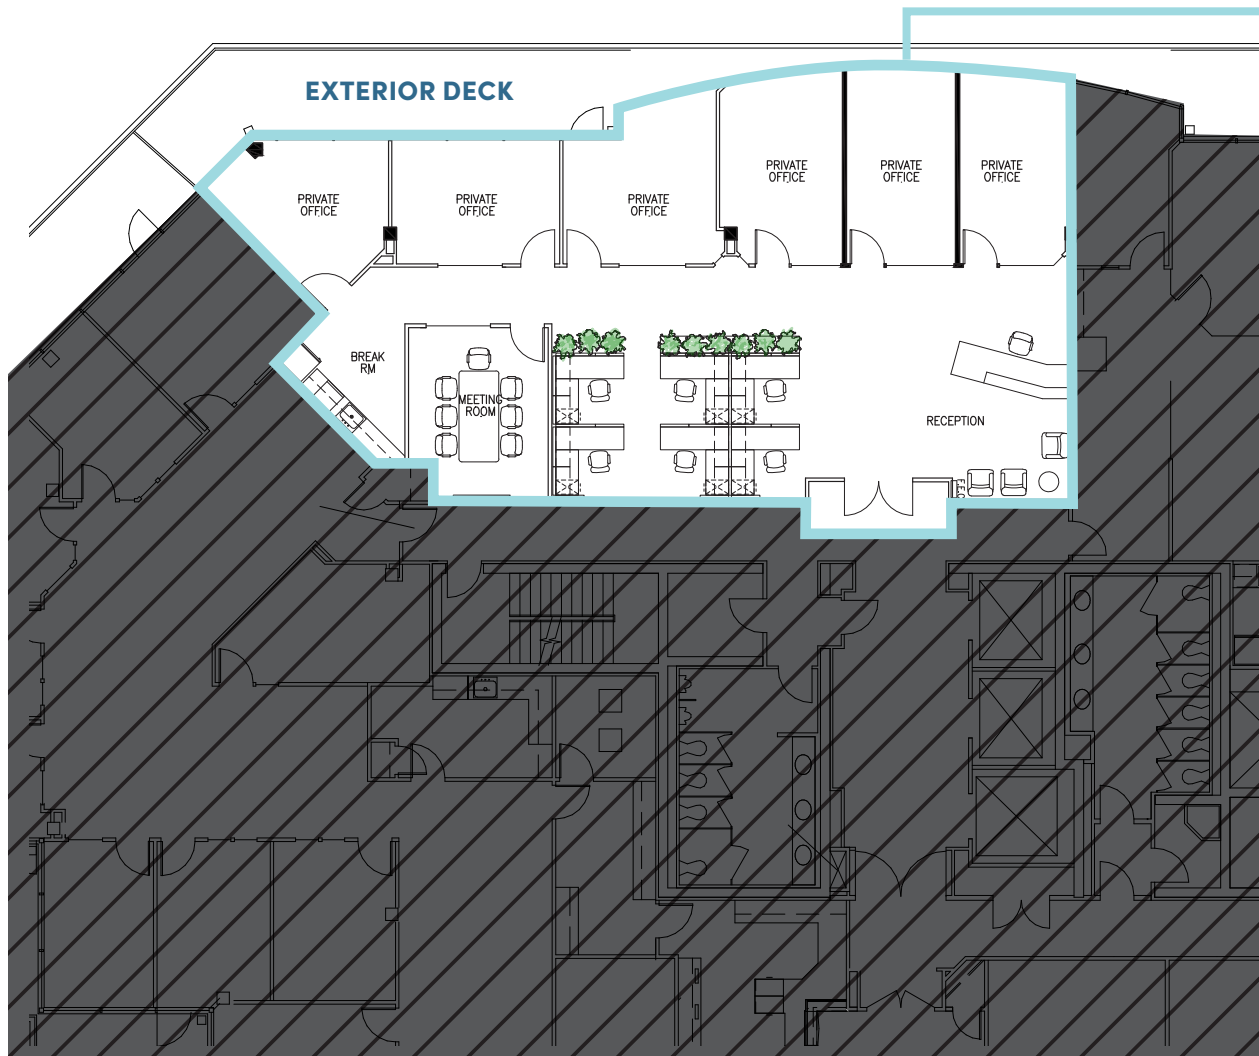 EXTERIOR DECK
PRIVATE
OFFICE
PRIVATE
OFFICE
PRIVATE
OFFICE
PRIVATE
OFFICE
PRIVATE
OFFICE
PRIVATE
OFFICE
BREAK
RM
MEETING
ROOM
RECEPTION